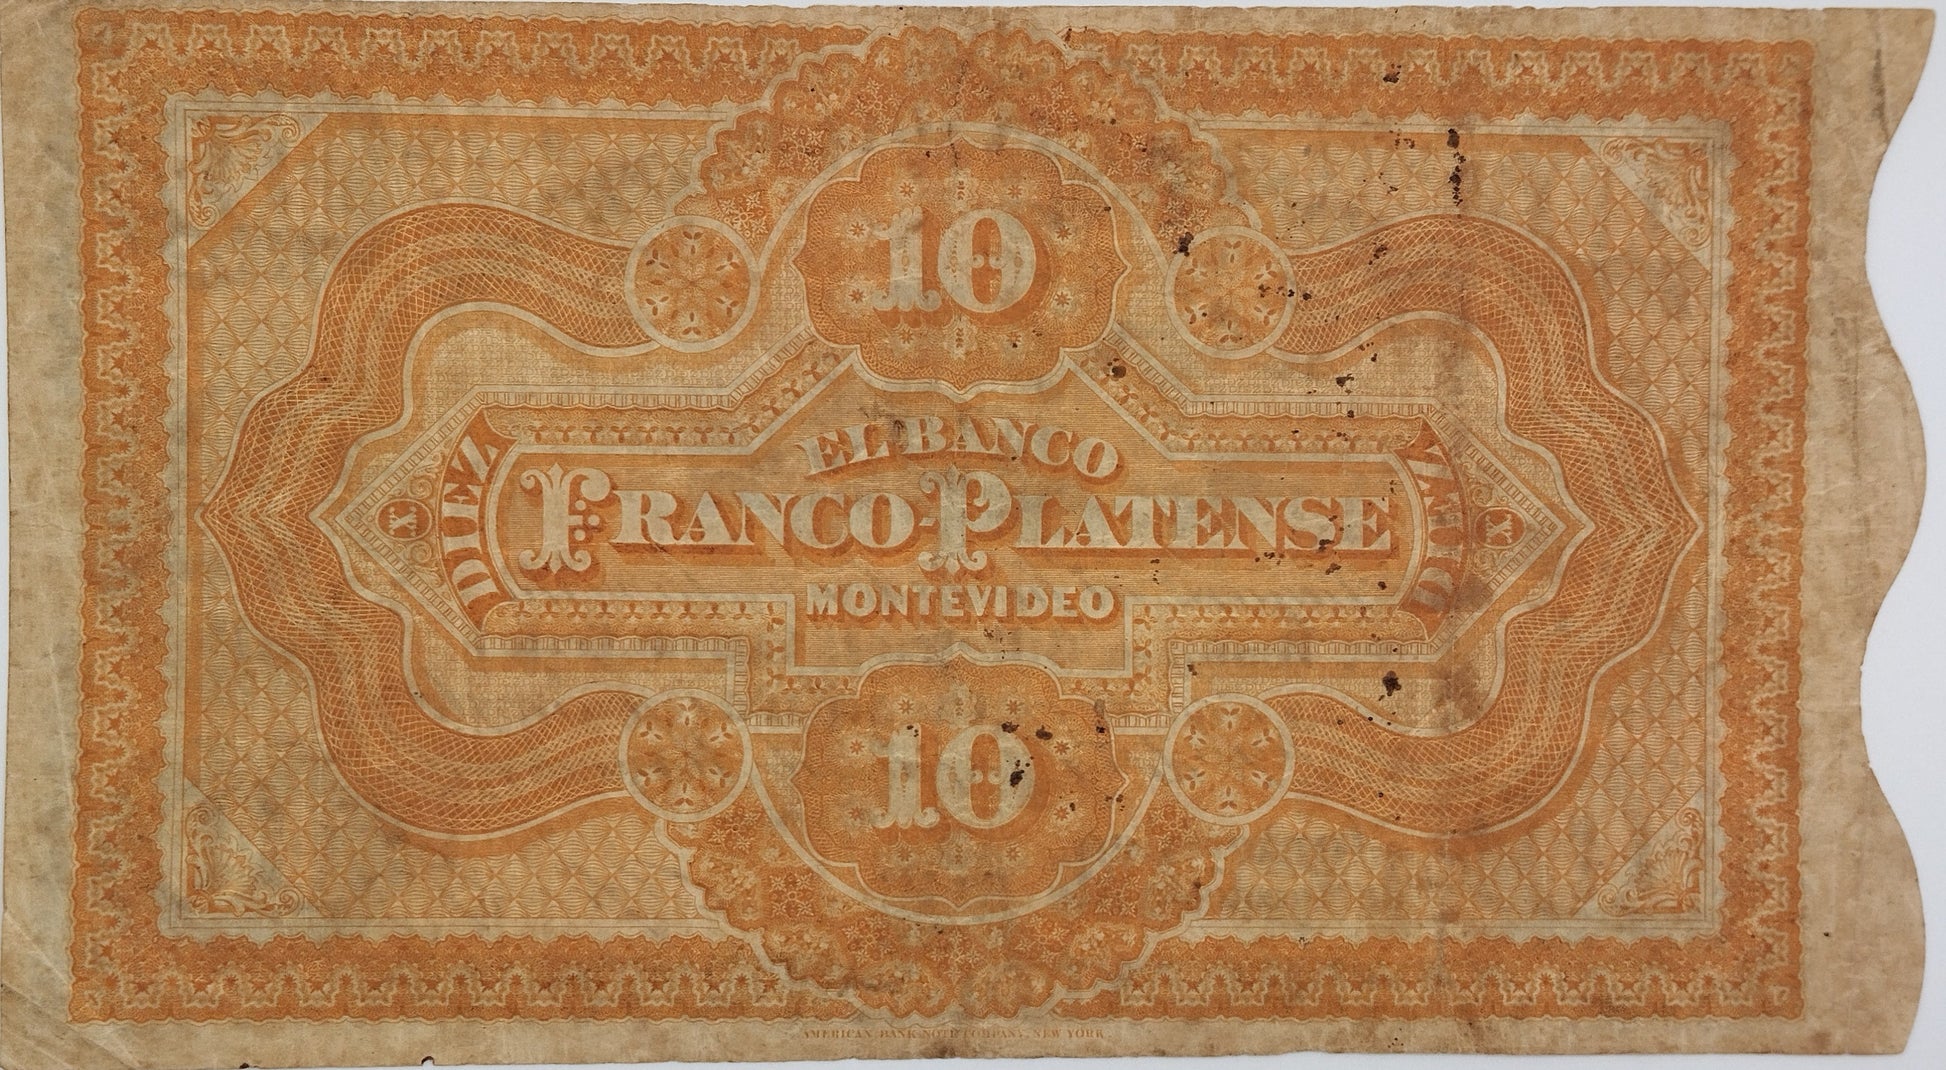 10
EL BANCO
DIEZ
X
FRANCO-PLATENSE
DIEZ
X
MONTEVIDEO
10
AMERICAN BANK NOTE COMPANY, NEW YORK.